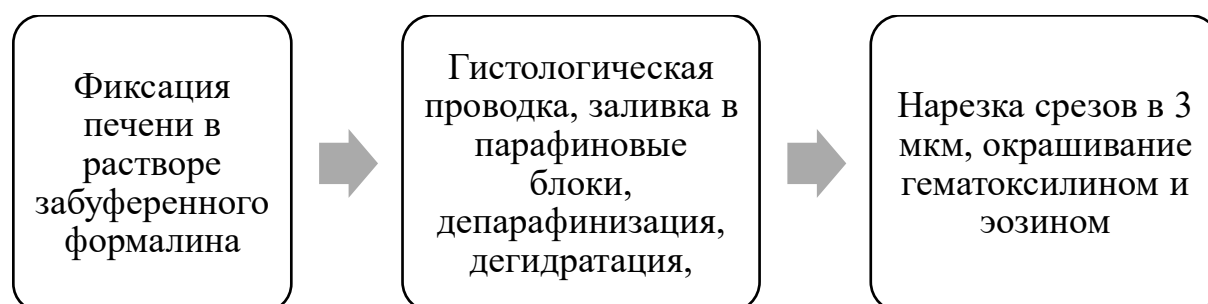 Фиксация
печени в
растворе
забуференного
формалина
Гистологическая
проводка, заливка в
парафиновые
блоки,
депарафинизация,
дегидратация,
Нарезка срезов в 3
мкм, окрашивание
гематоксилином и
эозином